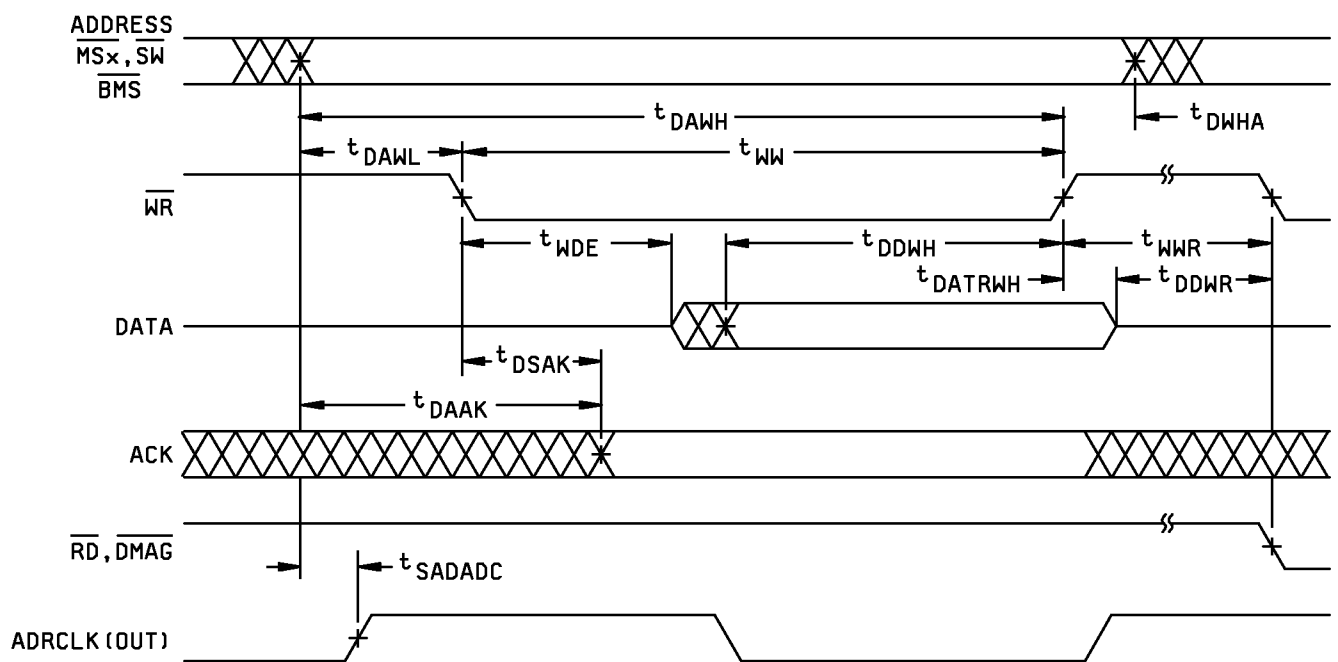 ADDRESS
MSx, SW
BMS
tDAWH
tDWHA
tDAWL
tWW
WR
tWDE
tDDWH
tWWR
tDATRWH
tDDWR
DATA
tDSAK
tDAAK
ACK
RD, DMAG
tSADADC
ADRCLK(OUT)